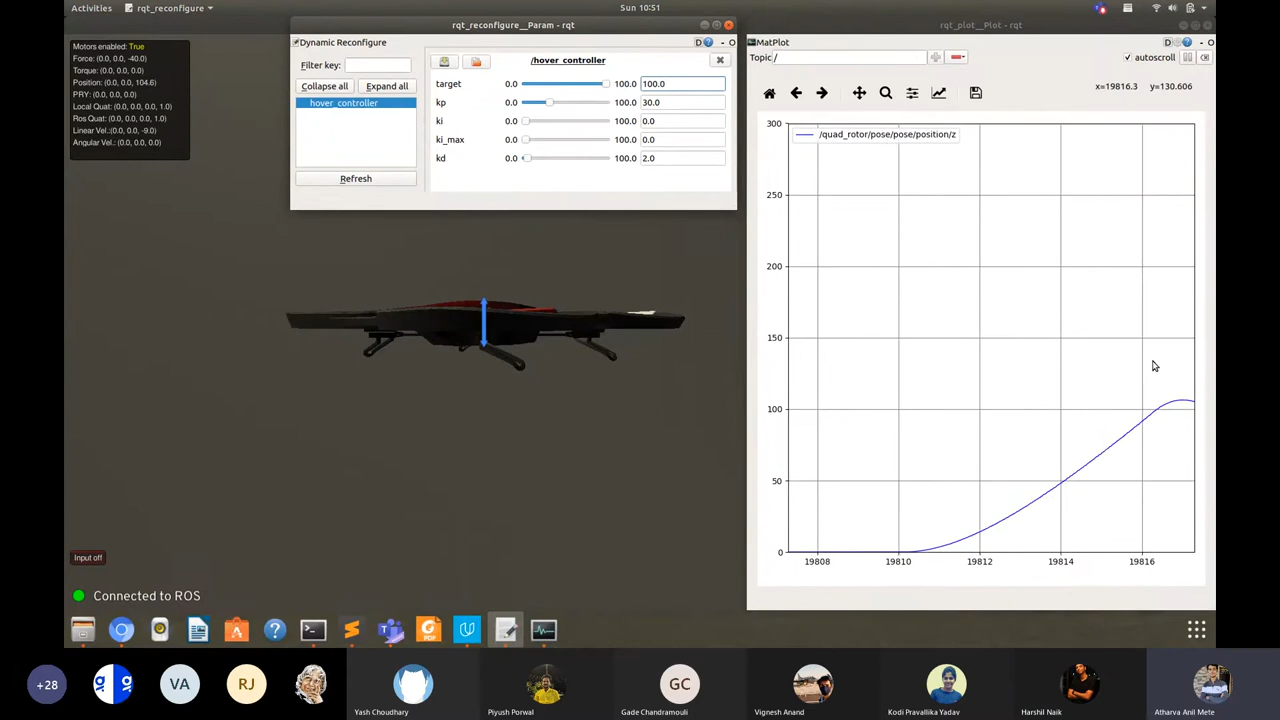 Activities
rqt_reconfigure
Sun 10:51
Motors enabled: True
Force: (0.0, 0.0, -40.0)
Torque: (0.0, 0.0, 0.0)
Position: (0.0, 0.0, 104.6)
PRY: (0.0, 0.0, 0.0)
Local Quat: (0.0, 0.0, 0.0, 1.0)
Ros Quat: (0.0, 0.0, 0.0, 1.0)
Linear Vel.:(0.0, 0.0, -9.0)
Angular Vel.: (0.0, 0.0, 0.0)
rqt_reconfigure__Param - rqt
Dynamic Reconfigure
D - O
Filter key:
Collapse all
Expand all
hover_controller
Refresh
/hover_controller
target 0.0 100.0 100.0
kp 0.0 100.0 30.0
ki 0.0 100.0 0.0
ki_max 0.0 100.0 0.0
kd 0.0 100.0 2.0
rqt_plot__Plot - rqt
MatPlot
D - O
Topic /
autoscroll
x=19816.3 y=130.606
/quad_rotor/pose/pose/position/z
300
250
200
150
100
50
0
19808 19810 19812 19814 19816
Input off
Connected to ROS
+28
VA
RJ
GC
Yash Choudhary
Piyush Porwal
Gade Chandramouli
Vignesh Anand
Kodi Pravallika Yadav
Harshil Naik
Atharva Anil Mete